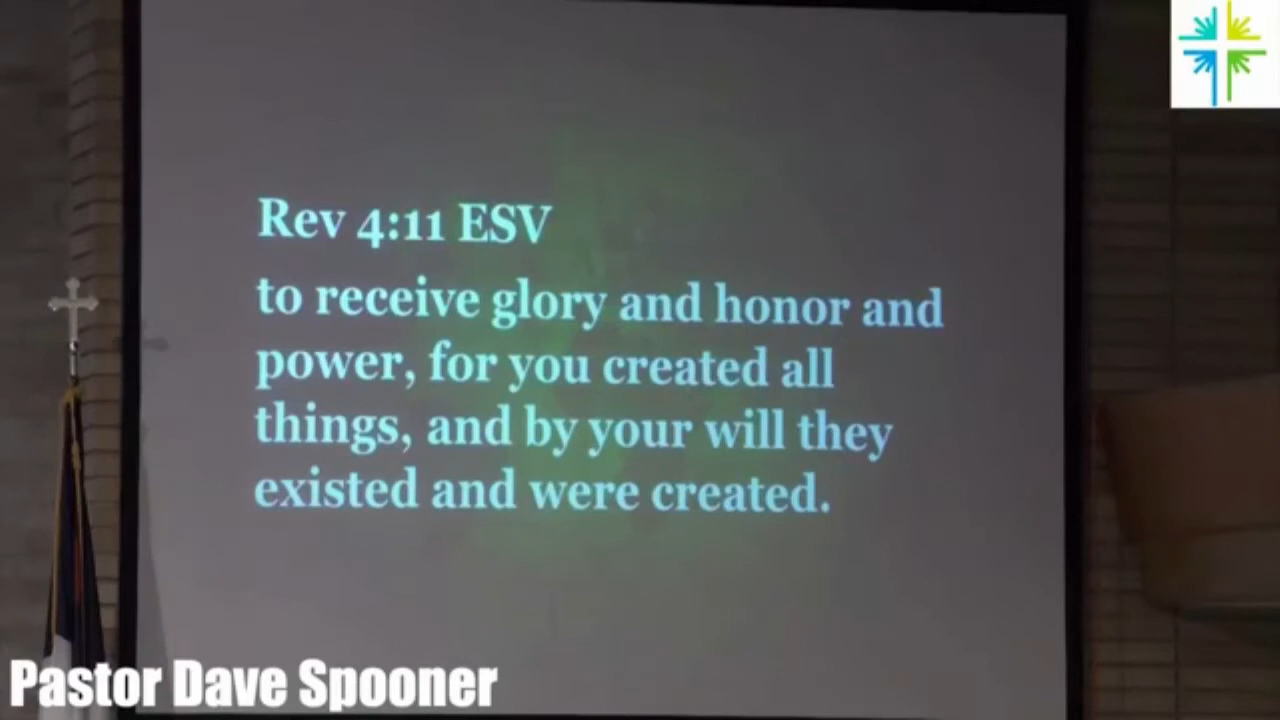 Rev 4:11 ESV
to receive glory and honor and
power, for you created all
things, and by your will they
existed and were created.
Pastor Dave Spooner